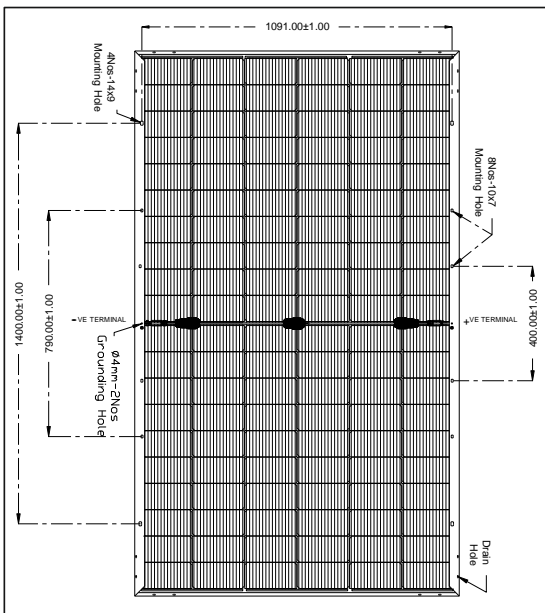 1091.00±1.00
4Nos-14x9
Mounting Hole
8Nos-10x7
Mounting Hole
1400.00±1.00
790.00±1.00
400.00±1.00
-VE TERMINAL
+VE TERMINAL
Ø4mm-2Nos
Grounding Hole
Drain
Hole